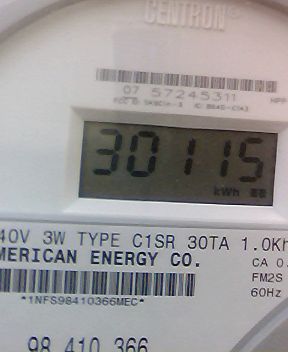 CENTRON®
07 57245311
30115
kWh
40V 3W TYPE C1SR 30TA 1.0Kh
MERICAN ENERGY CO.
CA 0.
FM2S
60Hz
*1NFS98410366MEC*
98 410 366